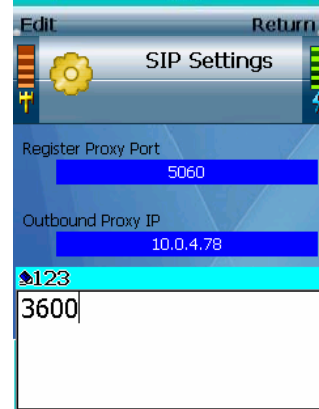 Edit Return
SIP Settings
Register Proxy Port
5060
Outbound Proxy IP
10.0.4.78
123
3600